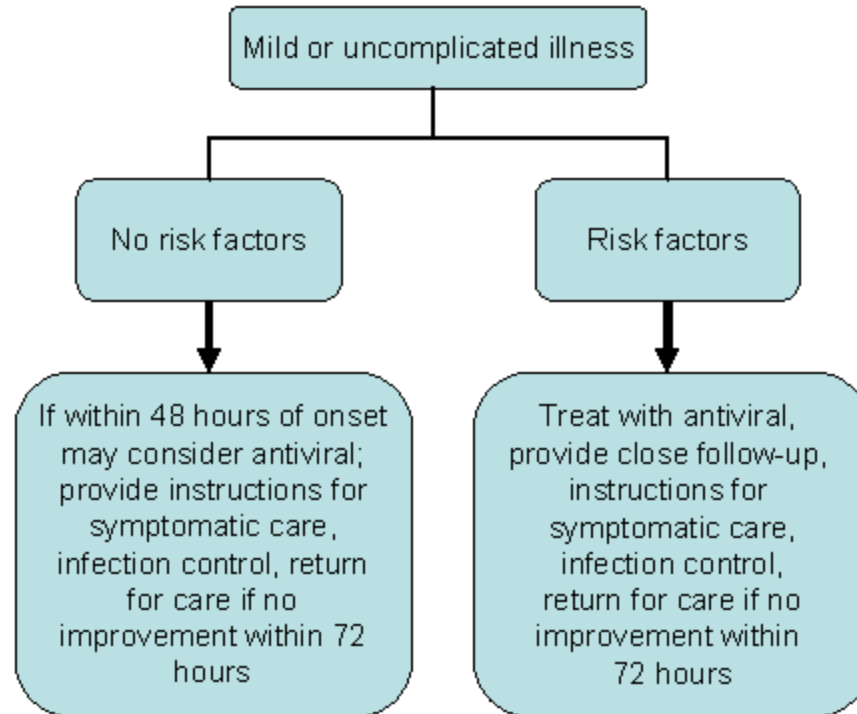 Mild or uncomplicated illness
No risk factors
Risk factors
If within 48 hours of onset
may consider antiviral;
provide instructions for
symptomatic care,
infection control, return
for care if no
improvement within 72
hours
Treat with antiviral,
provide close follow-up,
instructions for
symptomatic care,
infection control,
return for care if no
improvement within
72 hours